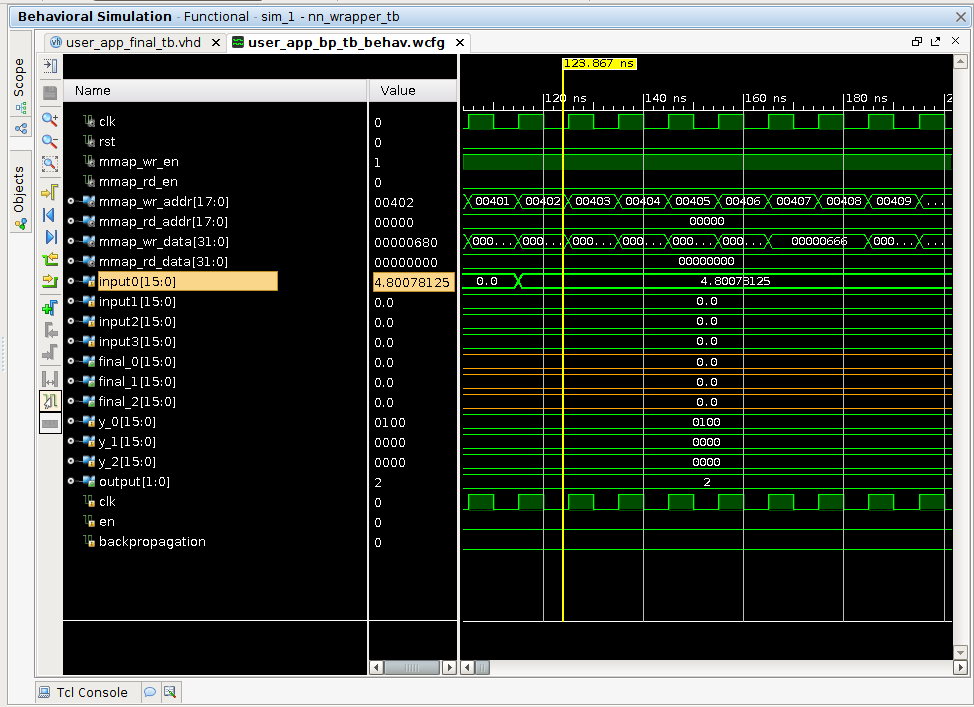 Behavioral Simulation - Functional - sim_1 - nn_wrapper_tb
user_app_final_tb.vhd
user_app_bp_tb_behav.wcfg
Scope
Objects
Name
Value
123.867 ns
120 ns 140 ns 160 ns 180 ns 2
clk 0
rst 0
mmap_wr_en 1
mmap_rd_en 0
mmap_wr_addr[17:0] 00402 00401 00402 00403 00404 00405 00406 00407 00408 00409 ...
mmap_rd_addr[17:0] 00000 00000
mmap_wr_data[31:0] 00000680 000... 000... 000... 000... 000... 000... 00000666 000... ...
mmap_rd_data[31:0] 00000000 00000000
input0[15:0] 4.80078125 0.0 4.80078125
input1[15:0] 0.0 0.0
input2[15:0] 0.0 0.0
input3[15:0] 0.0 0.0
final_0[15:0] 0.0 0.0
final_1[15:0] 0.0 0.0
final_2[15:0] 0.0 0.0
y_0[15:0] 0100 0100
y_1[15:0] 0000 0000
y_2[15:0] 0000 0000
output[1:0] 2 2
clk 0
en 0
backpropagation 0
Tcl Console